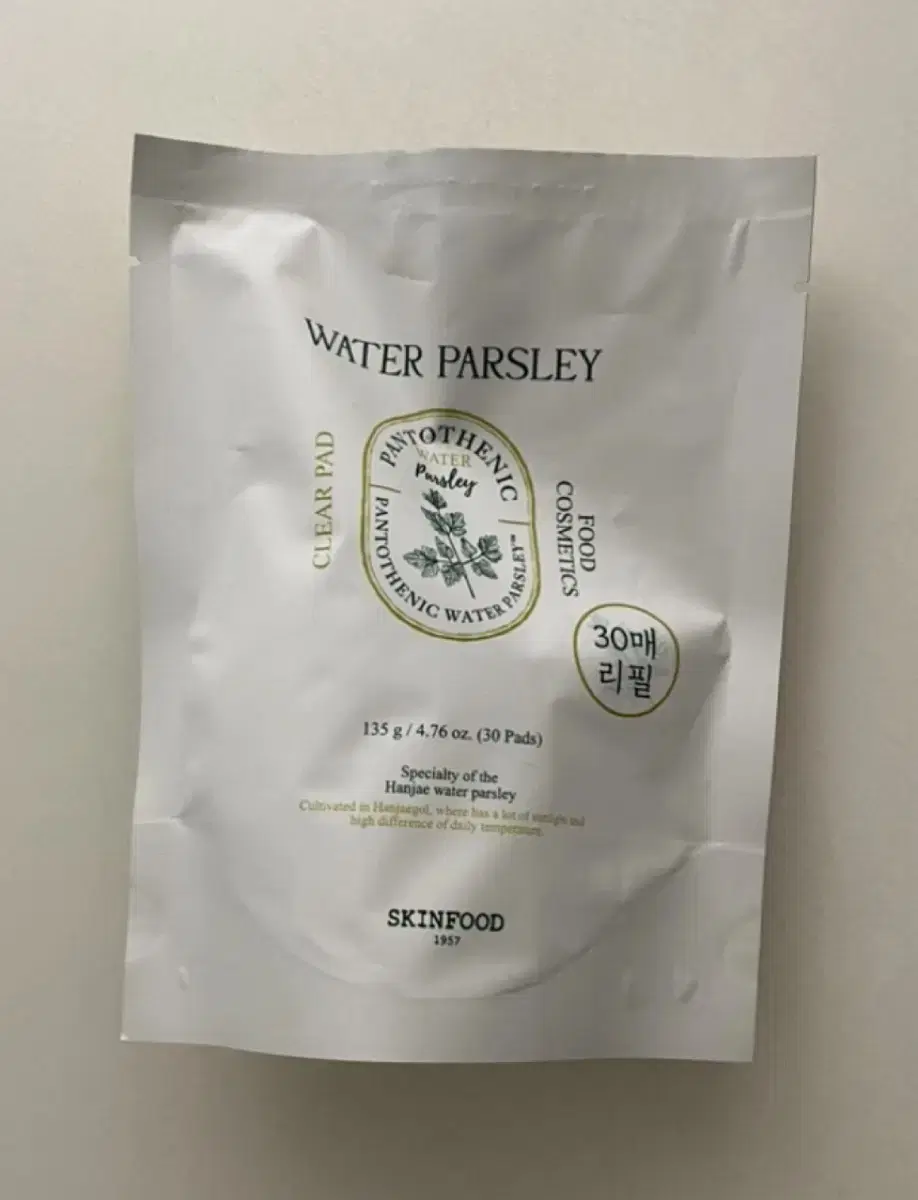 WATER PARSLEY
CLEAR PAD
PANTOTHENIC
WATER
Parsley
PANTOTHENIC WATER PARSLEY™
FOOD
COSMETICS
30매
리필
135 g / 4.76 oz. (30 Pads)
Specialty of the
Hanjae water parsley
Cultivated in Hanjaegol, where has a lot of sunlight and
high difference of daily temperature.
SKINFOOD
1957